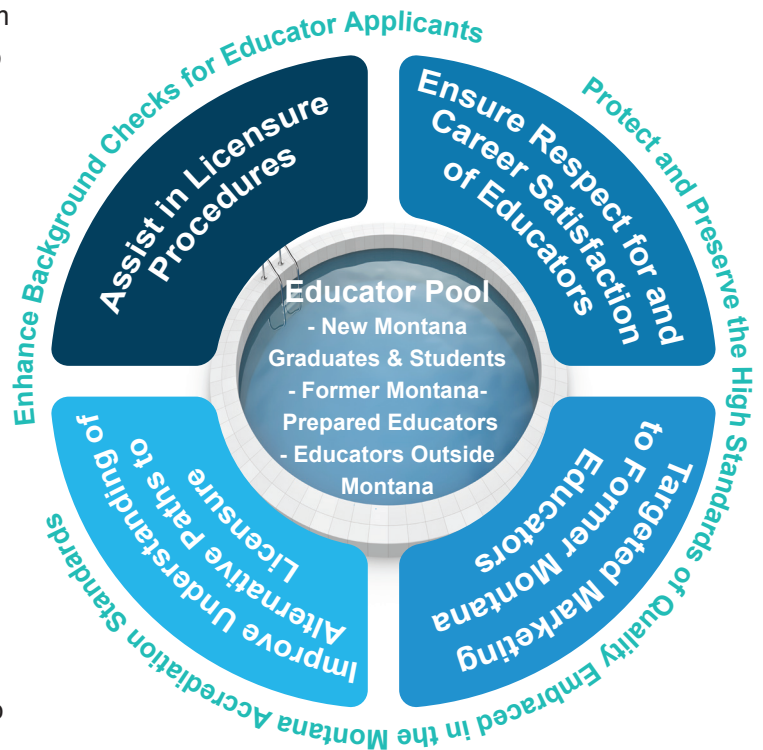 Enhance Background Checks for Educator Applicants
Protect and Preserve the High Standards of Quality Embraced in the Montana Accreditation Standards
Assist in Licensure
Procedures
Ensure Respect for and
Career Satisfaction
of Educators
Educator Pool
- New Montana
Graduates & Students
- Former Montana-
Prepared Educators
- Educators Outside
Montana
Improve Understanding of
Alternative Paths to
Licensure
Targeted Marketing
to Former Montana
Educators